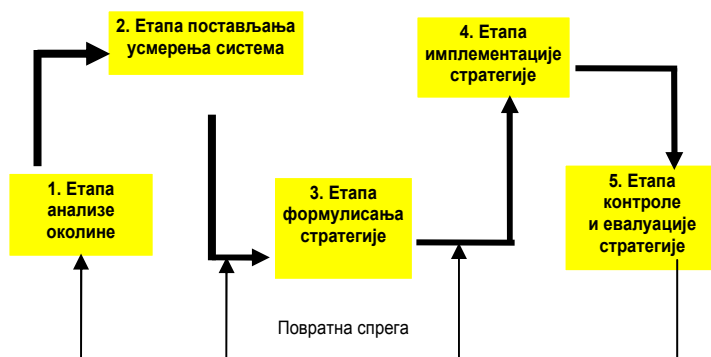 2. Етапа постављања
усмерења система
4. Етапа
имплементације
стратегије
1. Етапа
анализе
околине
3. Етапа
формулисања
стратегије
5. Етапа
контроле
и евалуације
стратегије
Повратна спрега